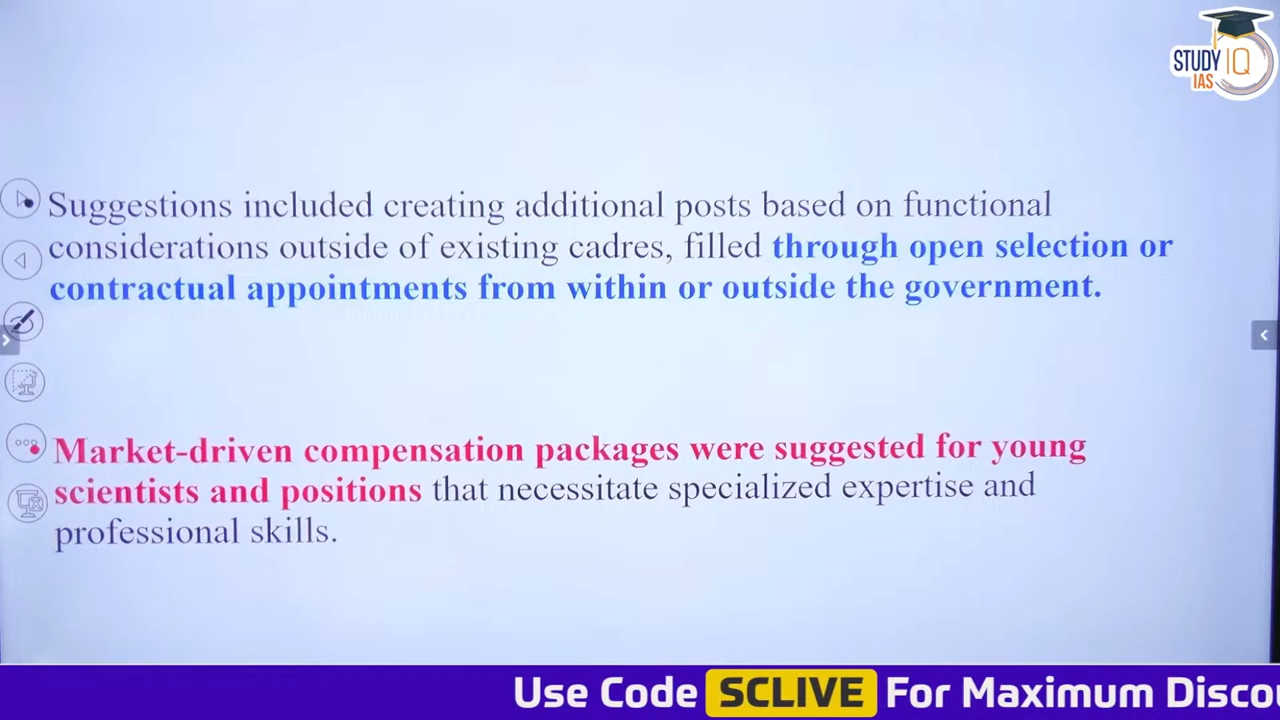 STUDY IQ
IAS
Suggestions included creating additional posts based on functional
considerations outside of existing cadres, filled through open selection or
contractual appointments from within or outside the government.
Market-driven compensation packages were suggested for young
scientists and positions that necessitate specialized expertise and
professional skills.
Use Code SCLIVE For Maximum Disco